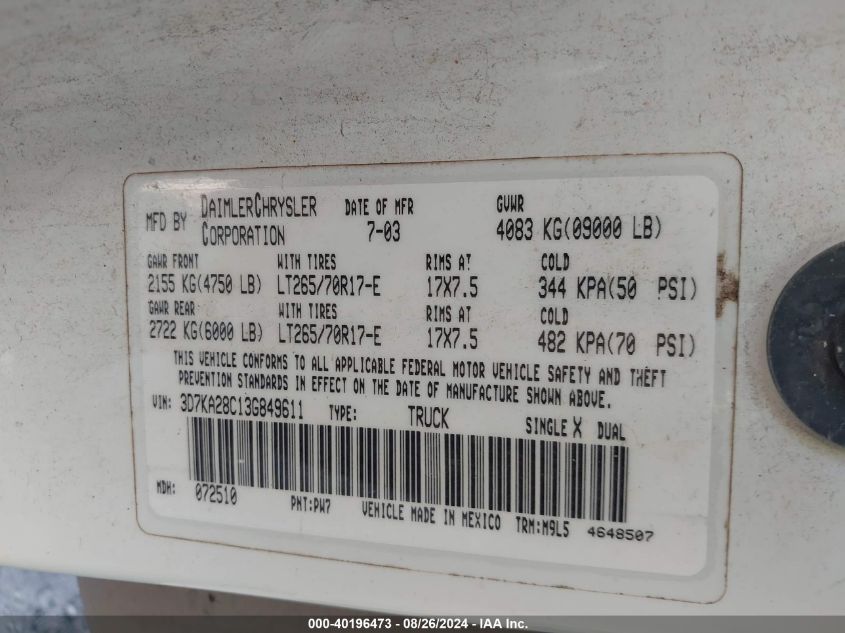 MFD BY DAIMLERCHRYSLER CORPORATION DATE OF MFR 7-03 GVWR 4083 KG(09000 LB)
GAWR FRONT WITH TIRES RIMS AT COLD
2155 KG(4750 LB) LT265/70R17-E 17X7.5 344 KPA(50 PSI)
GAWR REAR WITH TIRES RIMS AT COLD
2722 KG(6000 LB) LT265/70R17-E 17X7.5 482 KPA(70 PSI)
THIS VEHICLE CONFORMS TO ALL APPLICABLE FEDERAL MOTOR VEHICLE SAFETY AND THEFT
PREVENTION STANDARDS IN EFFECT ON THE DATE OF MANUFACTURE SHOWN ABOVE.
VIN: 3D7KA28C13G849611 TYPE: TRUCK SINGLE X DUAL
MDH: 072510 PNT:PW7 VEHICLE MADE IN MEXICO TRM:M9L5 4648507
000-40196473 - 08/26/2024 - IAA Inc.